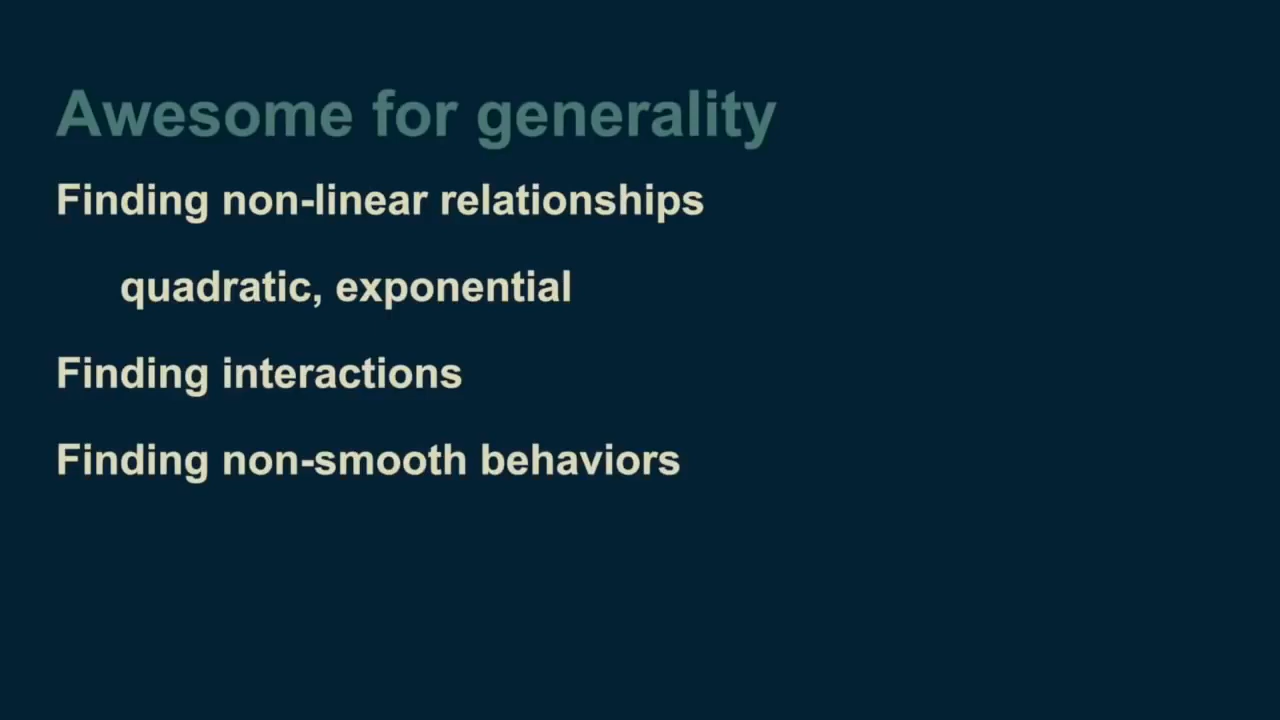 Awesome for generality
Finding non-linear relationships
quadratic, exponential
Finding interactions
Finding non-smooth behaviors